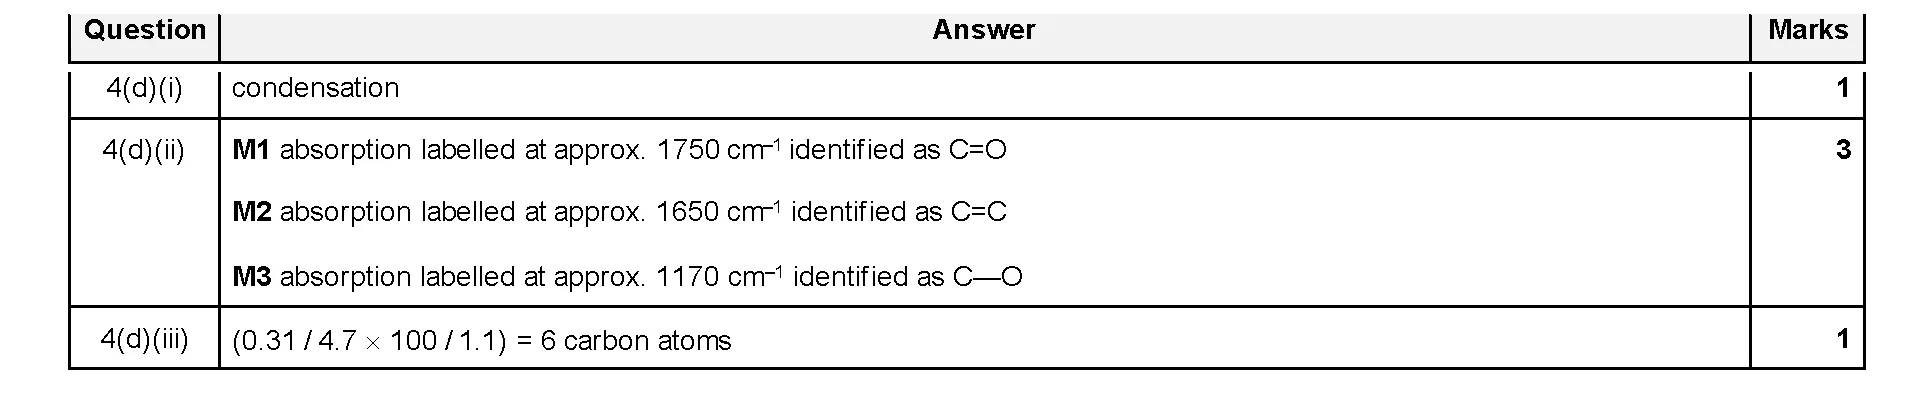 Question Answer Marks
4(d)(i) condensation 1
4(d)(ii) M1 absorption labelled at approx. 1750 cm⁻¹ identified as C=O 3
M2 absorption labelled at approx. 1650 cm⁻¹ identified as C=C
M3 absorption labelled at approx. 1170 cm⁻¹ identified as C—O
4(d)(iii) (0.31 / 4.7 × 100 / 1.1) = 6 carbon atoms 1